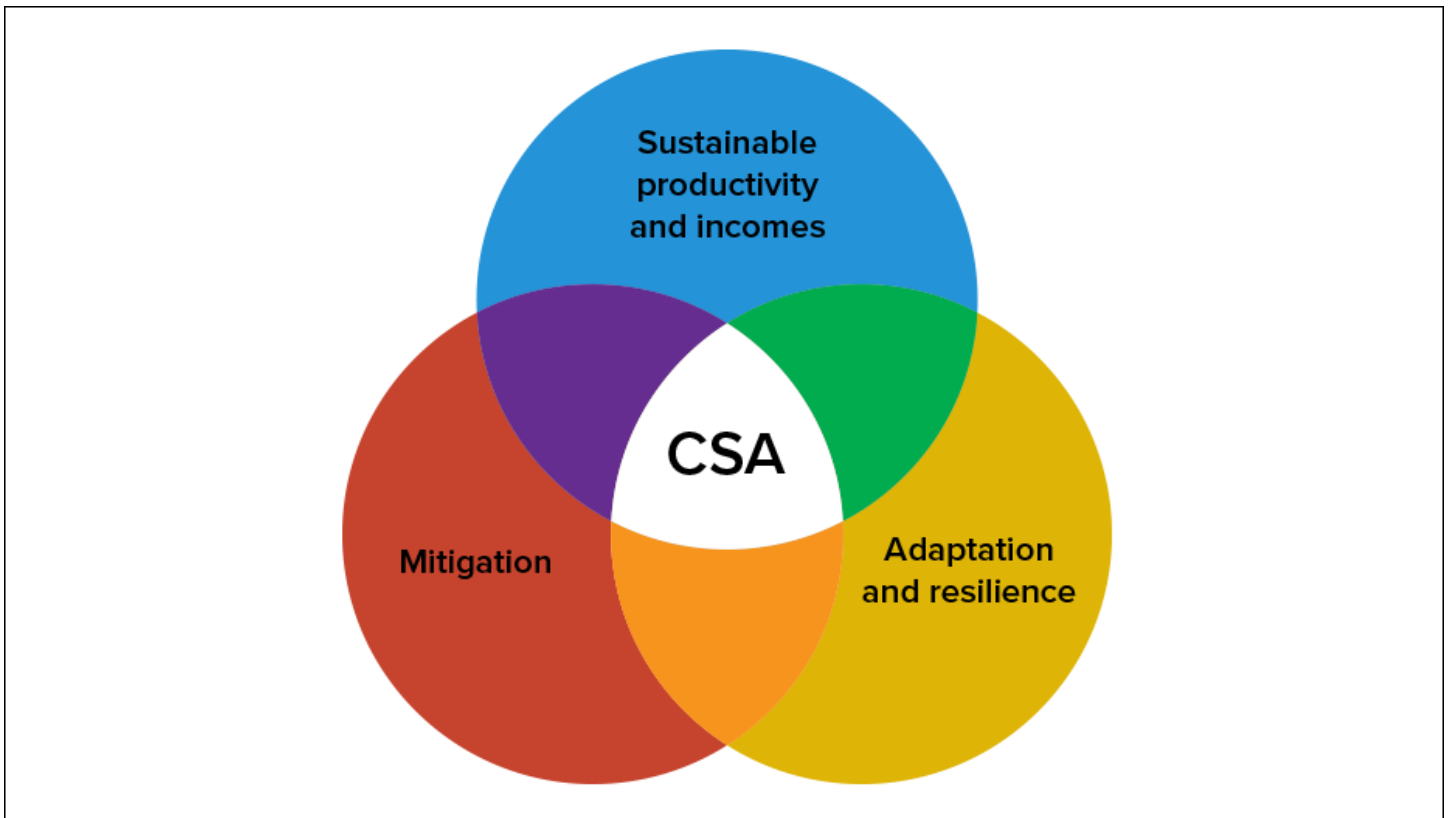 Sustainable
productivity
and incomes
CSA
Mitigation
Adaptation
and resilience